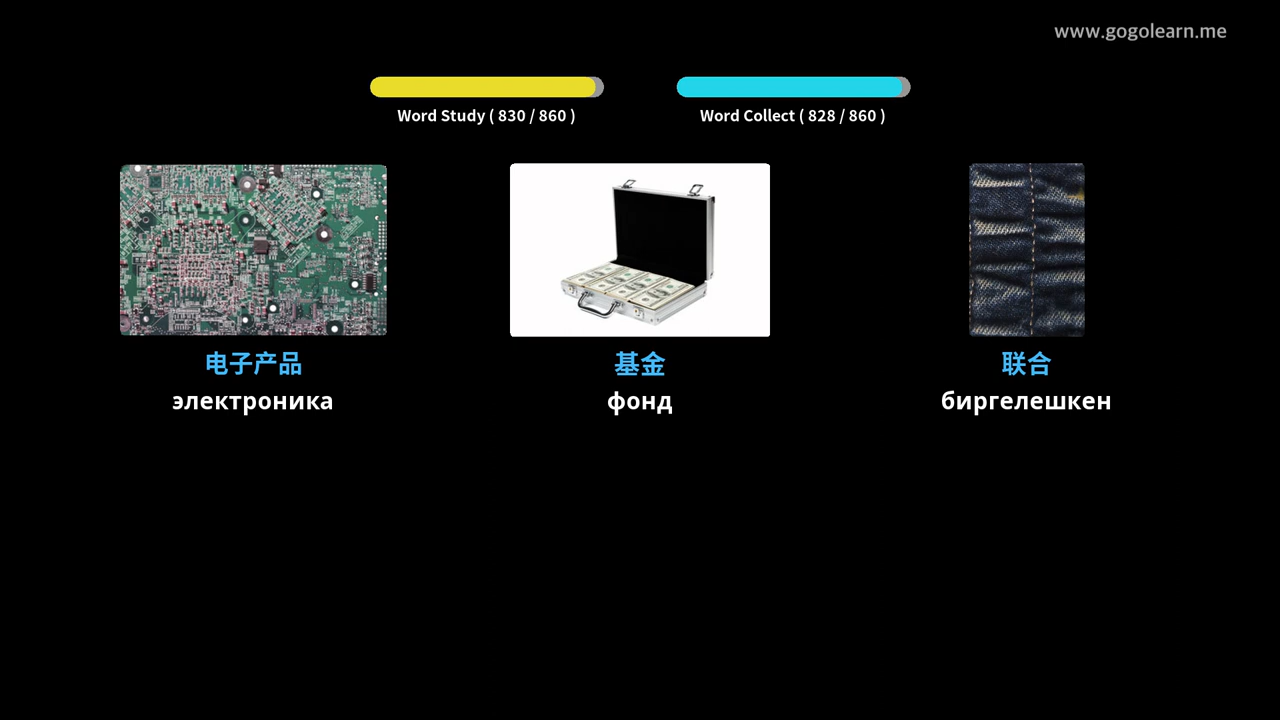 www.gogolearn.me
Word Study ( 830 / 860 )
Word Collect ( 828 / 860 )
电子产品
электроника
基金
фонд
联合
биргелешкен